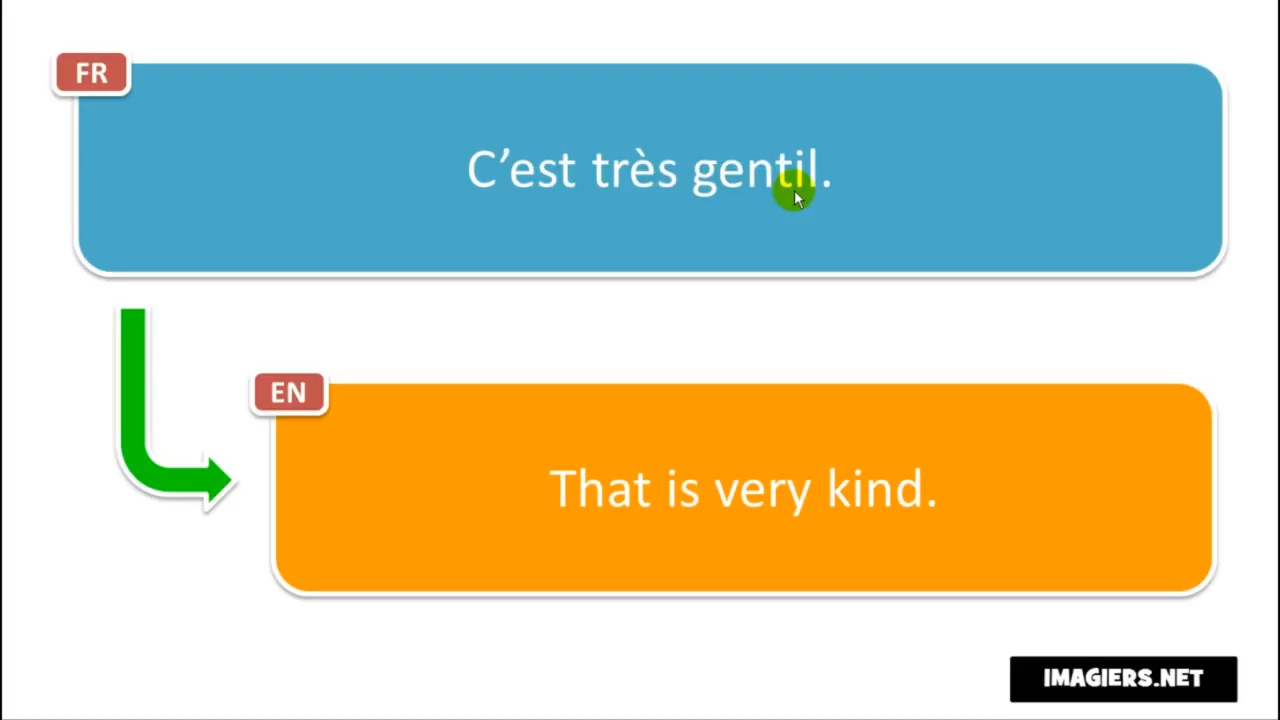 FR
C’est très gentil.
EN
That is very kind.
IMAGIERS.NET